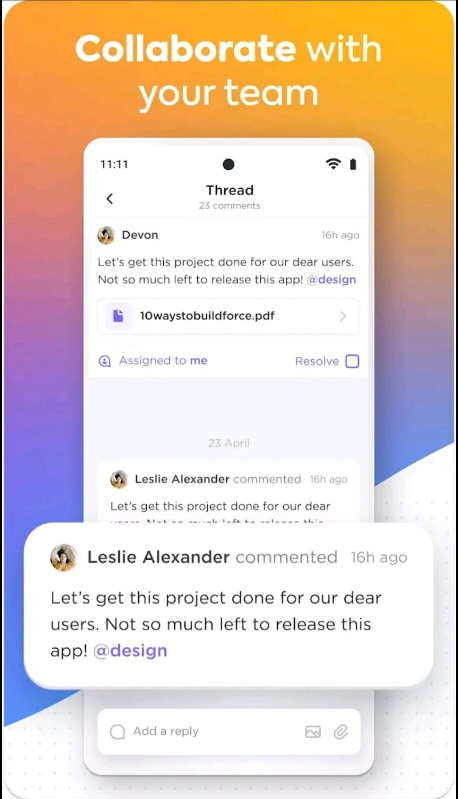 Collaborate with
your team
11:11
Thread
23 comments
Devon 16h ago
Let's get this project done for our dear users.
Not so much left to release this app! @design
10waystobuildforce.pdf
Assigned to me Resolve
23 April
Leslie Alexander commented 16h ago
Let's get this project done for our dear
Leslie Alexander commented 16h ago
Let's get this project done for our dear
users. Not so much left to release this
app! @design
Add a reply